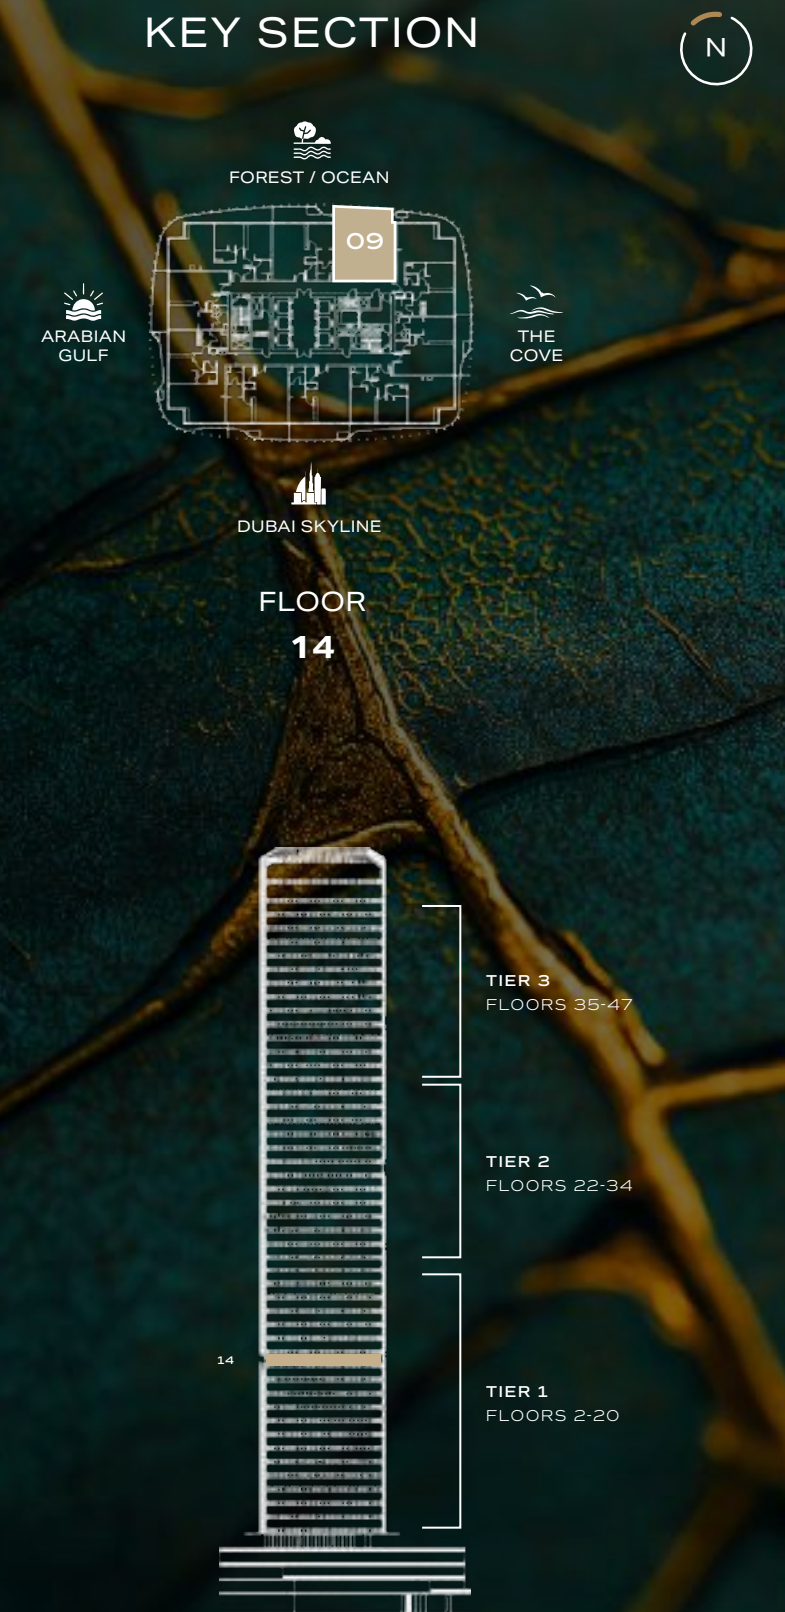 KEY SECTION
N
FOREST / OCEAN
09
ARABIAN
GULF
THE
COVE
DUBAI SKYLINE
FLOOR
14
TIER 3
FLOORS 35-47
TIER 2
FLOORS 22-34
14
TIER 1
FLOORS 2-20